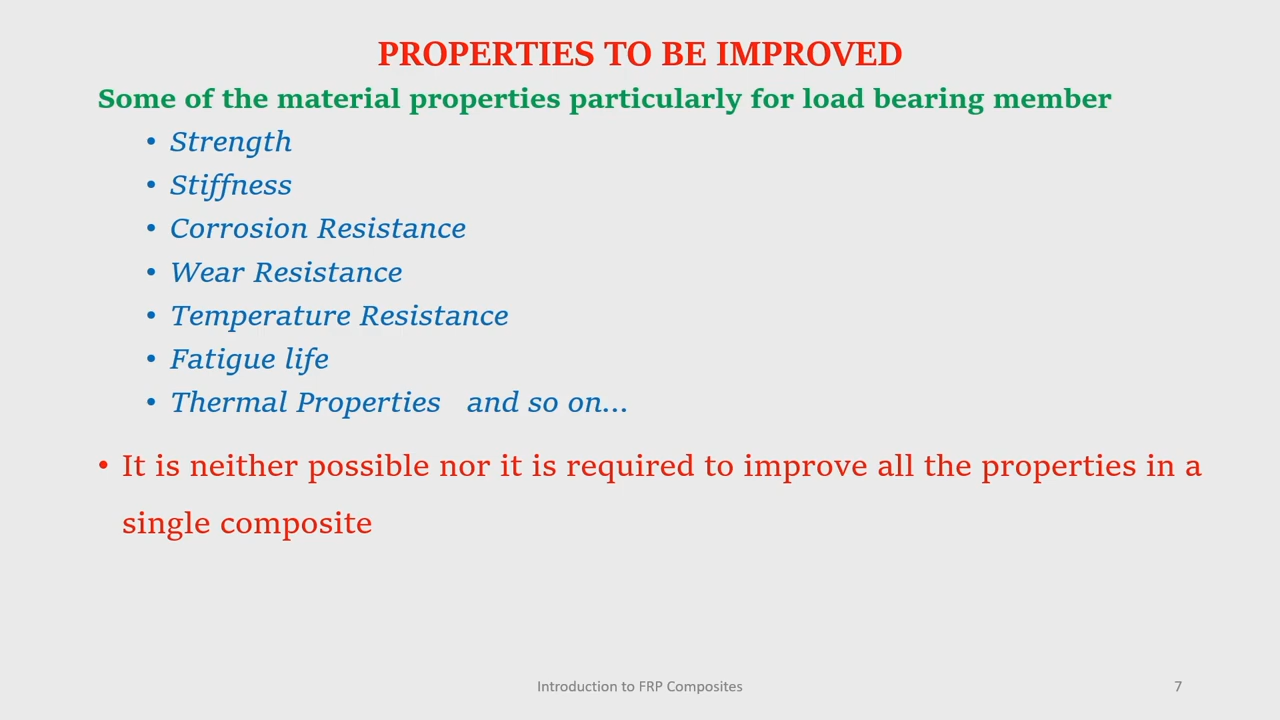 PROPERTIES TO BE IMPROVED
Some of the material properties particularly for load bearing member
• Strength
• Stiffness
• Corrosion Resistance
• Wear Resistance
• Temperature Resistance
• Fatigue life
• Thermal Properties and so on...
• It is neither possible nor it is required to improve all the properties in a
single composite
Introduction to FRP Composites
7